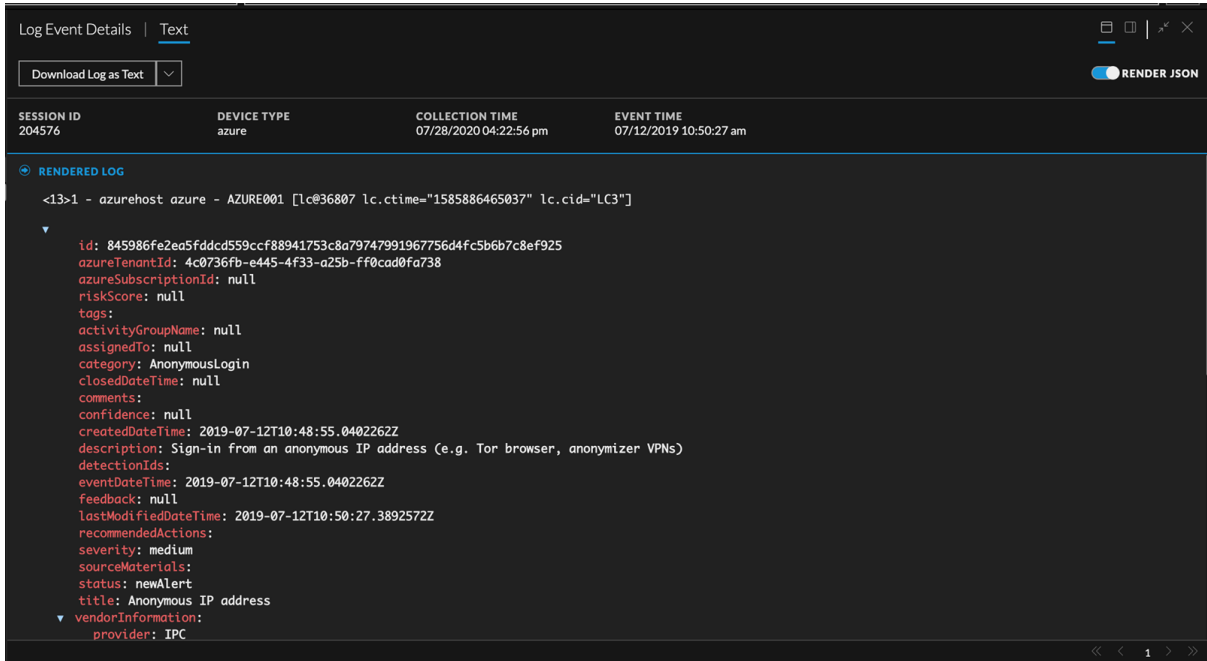 Log Event Details | Text
Download Log as Text
RENDER JSON
SESSION ID DEVICE TYPE COLLECTION TIME EVENT TIME
204576 azure 07/28/2020 04:22:56 pm 07/12/2019 10:50:27 am
RENDERED LOG
<13>1 - azurehost azure - AZURE001 [lc@36807 lc.ctime="1585886465037" lc.cid="LC3"]
id: 845986fe2ea5fddcd559ccf88941753c8a79747991967756d4fc5b6b7c8ef925
azureTenantId: 4c0736fb-e445-4f33-a25b-ff0cad0fa738
azureSubscriptionId: null
riskScore: null
tags:
activityGroupName: null
assignedTo: null
category: AnonymousLogin
closedDateTime: null
comments:
confidence: null
createdDateTime: 2019-07-12T10:48:55.0402262Z
description: Sign-in from an anonymous IP address (e.g. Tor browser, anonymizer VPNs)
detectionIds:
eventDateTime: 2019-07-12T10:48:55.0402262Z
feedback: null
lastModifiedDateTime: 2019-07-12T10:50:27.3892572Z
recommendedActions:
severity: medium
sourceMaterials:
status: newAlert
title: Anonymous IP address
vendorInformation:
provider: IPC
1